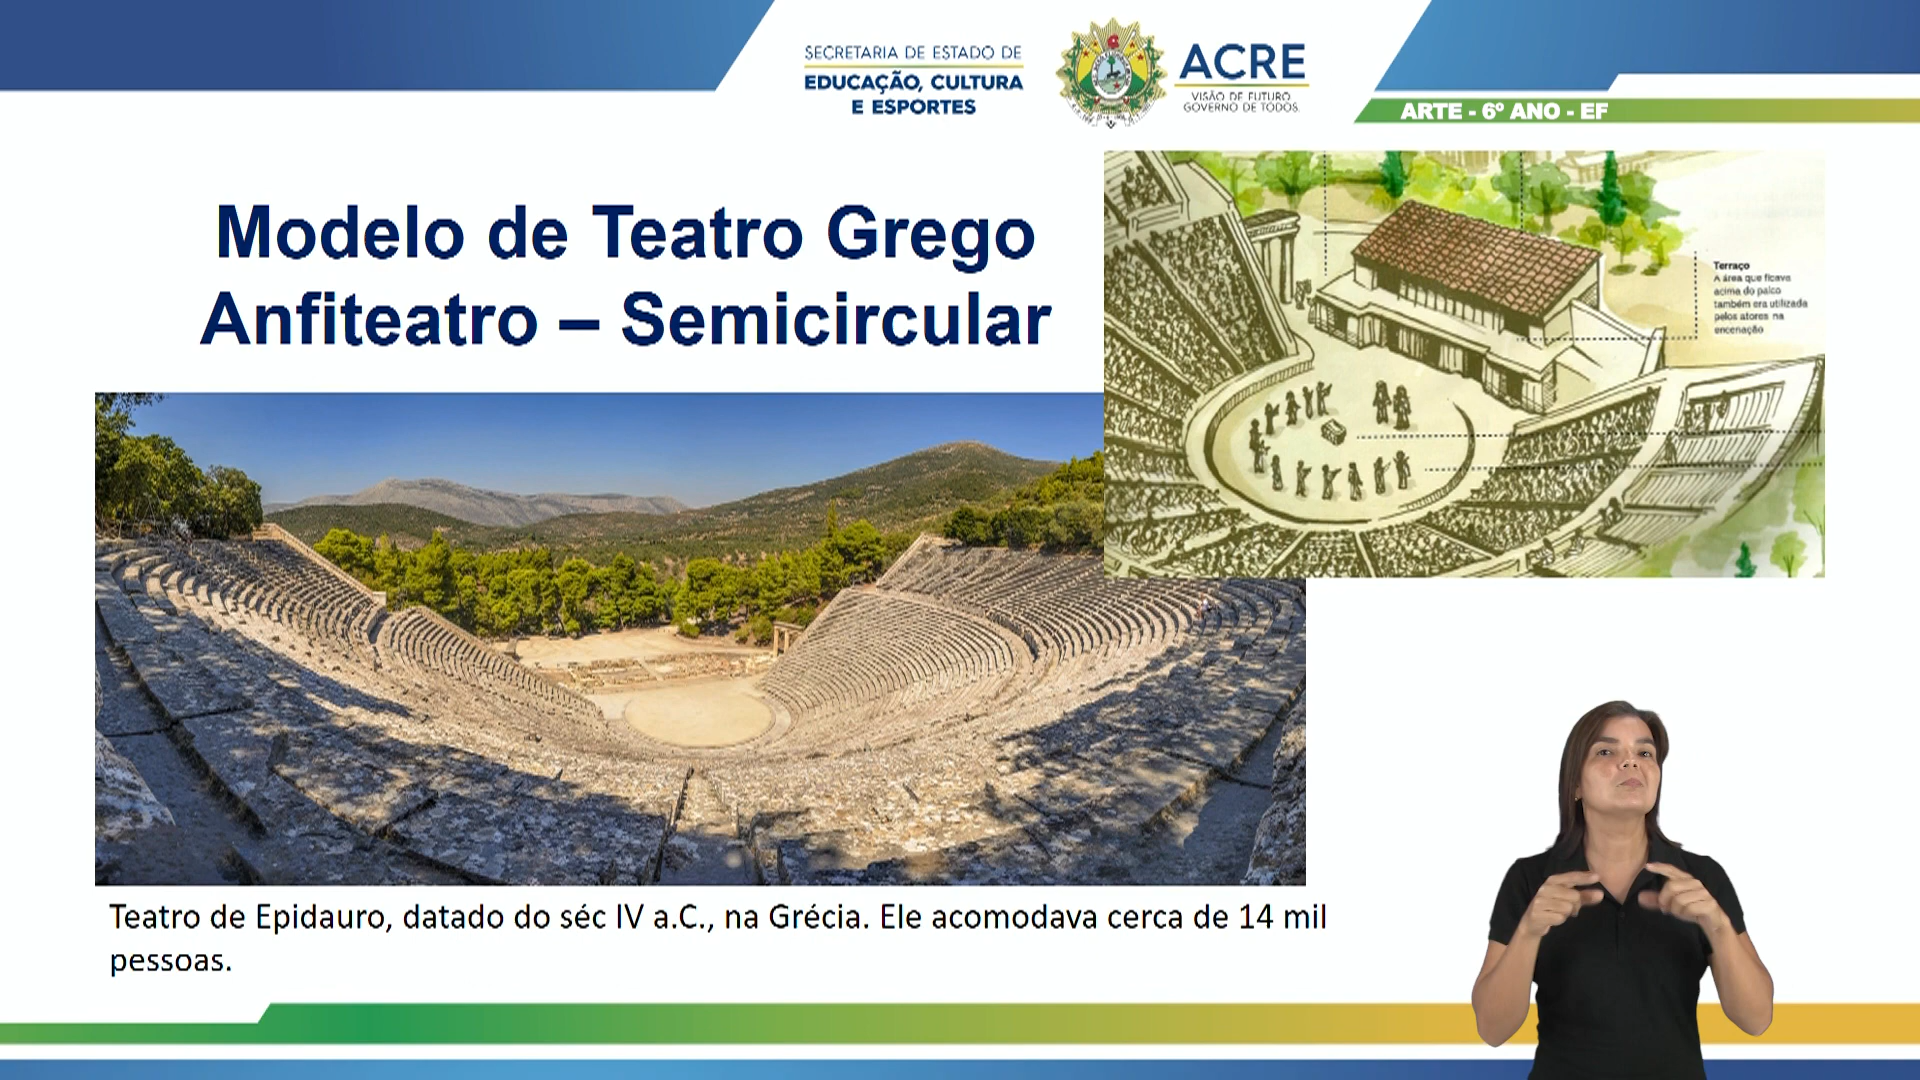 SECRETARIA DE ESTADO DE
EDUCAÇÃO, CULTURA
E ESPORTES
ACRE
VISÃO DE FUTURO
GOVERNO DE TODOS
ARTE - 6º ANO - EF
Modelo de Teatro Grego
Anfiteatro – Semicircular
Terraço
A área que ficava
acima do palco
também era utilizada
pelos atores na
encenação
Teatro de Epidauro, datado do séc IV a.C., na Grécia. Ele acomodava cerca de 14 mil
pessoas.